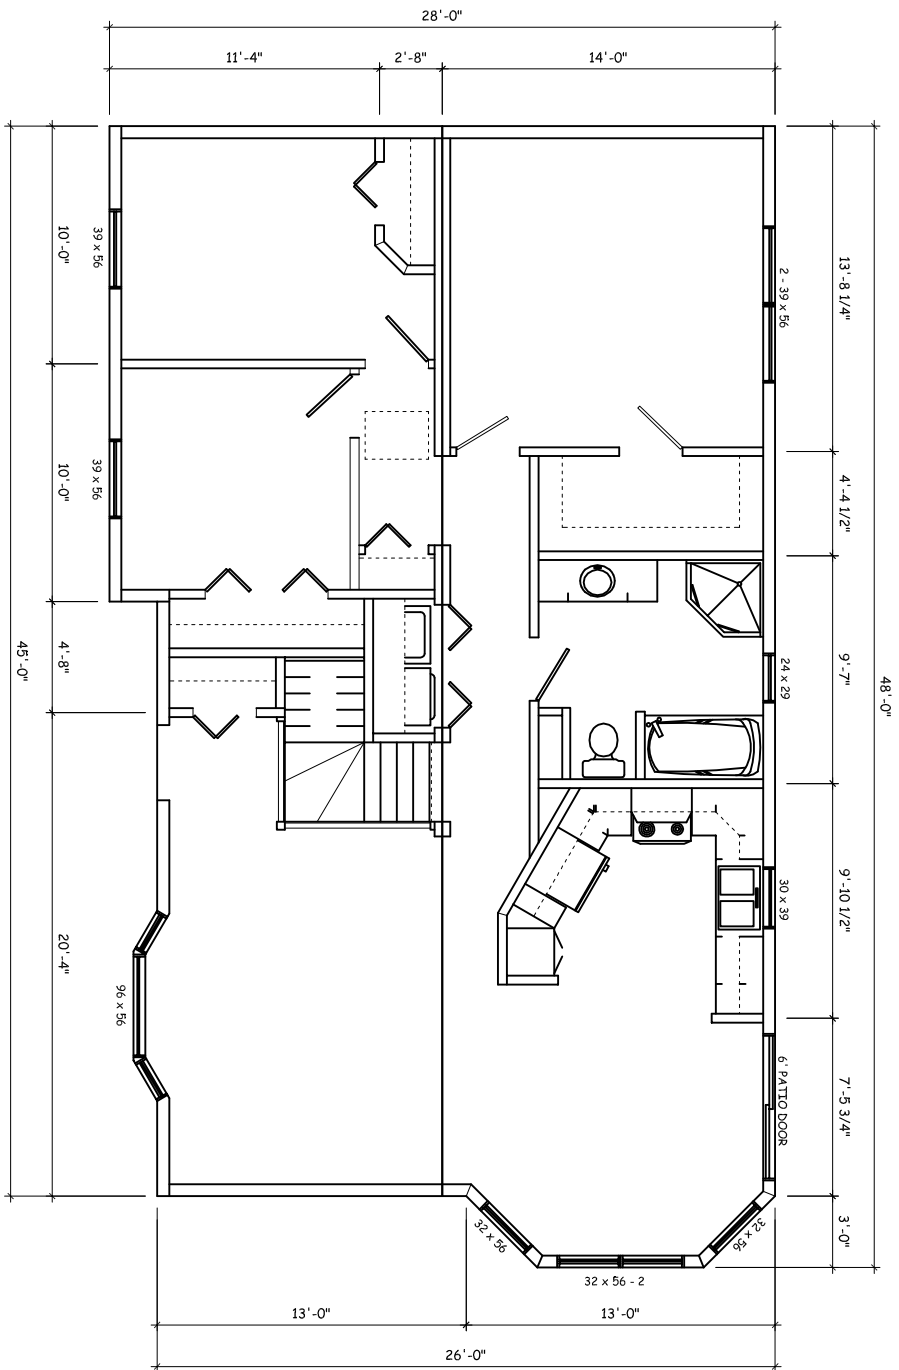 28'-0"
11'-4"
2'-8"
14'-0"
10'-0"
39 x 56
2 - 39 x 56
13'-8 1/4"
10'-0"
39 x 56
4'-4 1/2"
45'-0"
4'-8"
24 x 29
9'-7"
48'-0"
20'-4"
96 x 56
30 x 39
9'-10 1/2"
6' PATIO DOOR
7'-5 3/4"
32 x 56
32 x 56
3'-0"
32 x 56 - 2
13'-0"
13'-0"
26'-0"